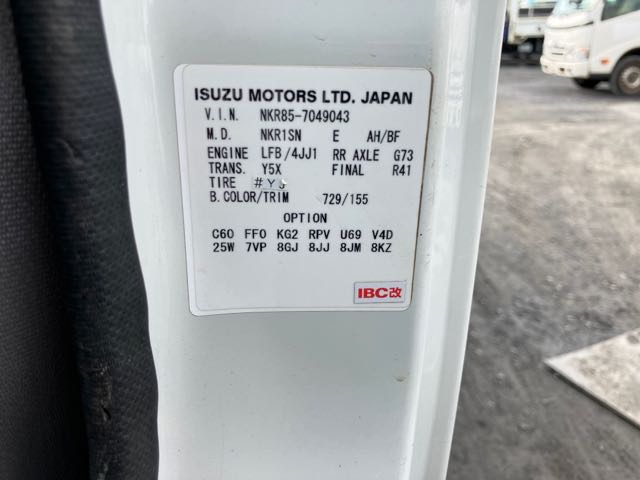 ISUZU MOTORS LTD. JAPAN
V.I.N. NKR85-7049043
M.D. NKR1SN E AH/BF
ENGINE LFB/4JJ1 RR AXLE G73
TRANS. Y5X FINAL R41
TIRE
B.COLOR/TRIM 729/155
OPTION
C60 FF0 KG2 RPV U69 V4D
25W 7VP 8GJ 8JJ 8JM 8KZ
IBC改